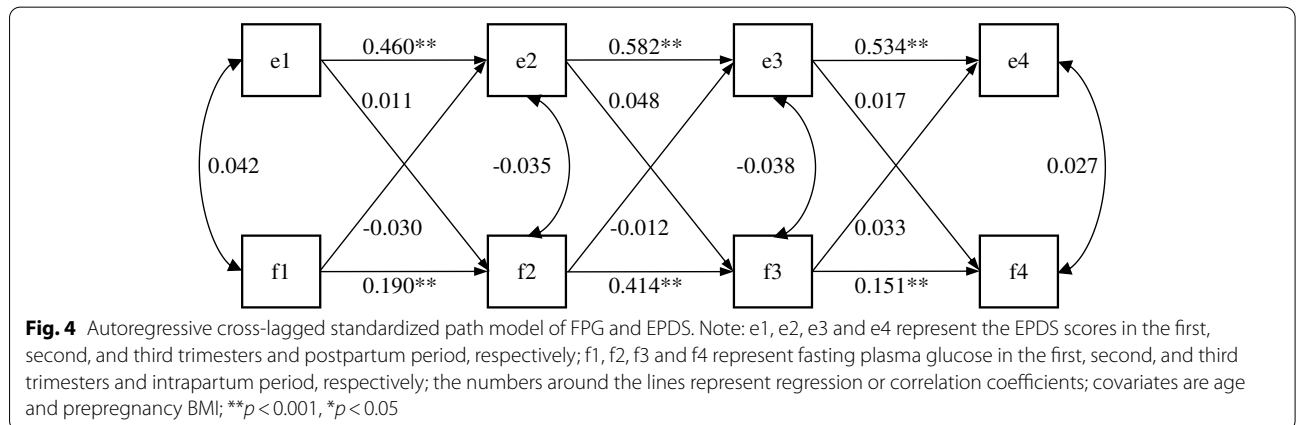 0.460** 0.582** 0.534**
e1 e2 e3 e4
0.011 0.048 0.017
0.042 -0.035 -0.038 0.027
-0.030 -0.012 0.033
f1 f2 f3 f4
0.190** 0.414** 0.151**
Fig. 4 Autoregressive cross-lagged standardized path model of FPG and EPDS. Note: e1, e2, e3 and e4 represent the EPDS scores in the first,
second, and third trimesters and postpartum period, respectively; f1, f2, f3 and f4 represent fasting plasma glucose in the first, second, and third
trimesters and intrapartum period, respectively; the numbers around the lines represent regression or correlation coefficients; covariates are age
and prepregnancy BMI; **p < 0.001, *p < 0.05